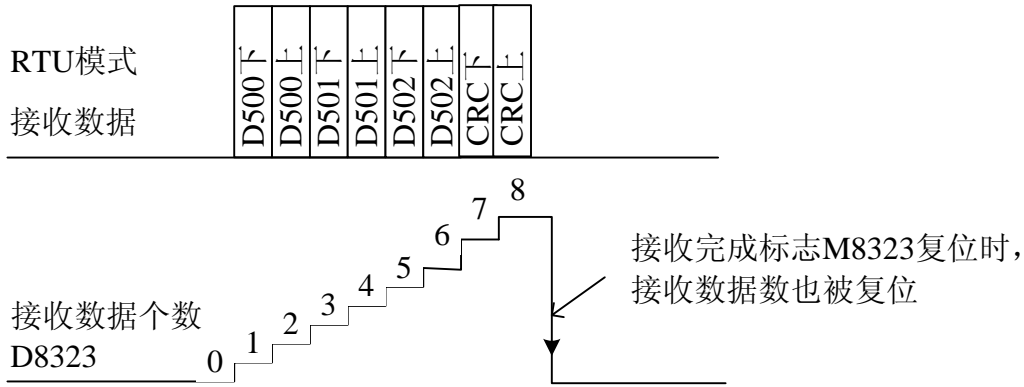 RTU模式
接收数据
D500下
D500上
D501下
D501上
D502下
D502上
CRC下
CRC上
8
7
6
5
4
3
2
1
0
接收完成标志M8323复位时，
接收数据数也被复位
接收数据个数
D8323